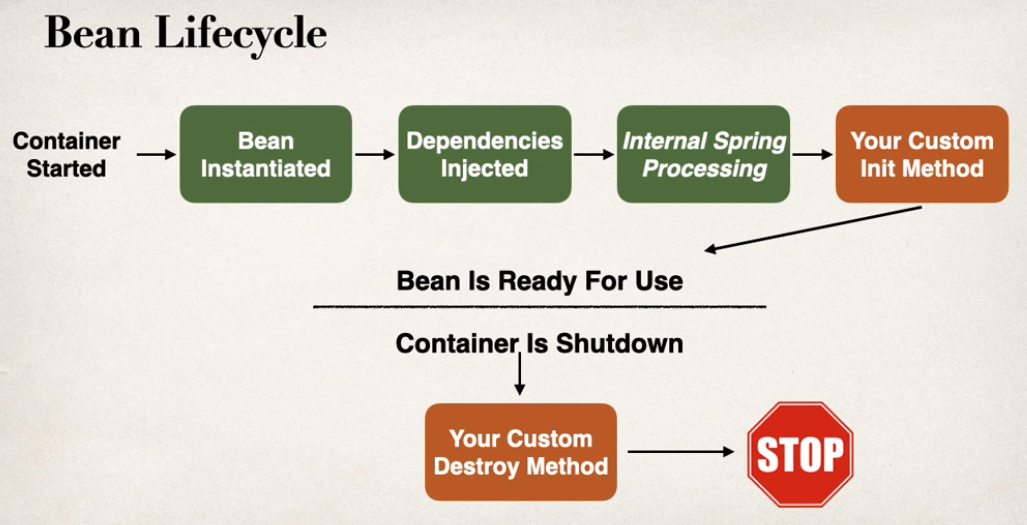 Bean Lifecycle
Container
Started
Bean
Instantiated
Dependencies
Injected
Internal Spring
Processing
Your Custom
Init Method
Bean Is Ready For Use
Container Is Shutdown
Your Custom
Destroy Method
STOP